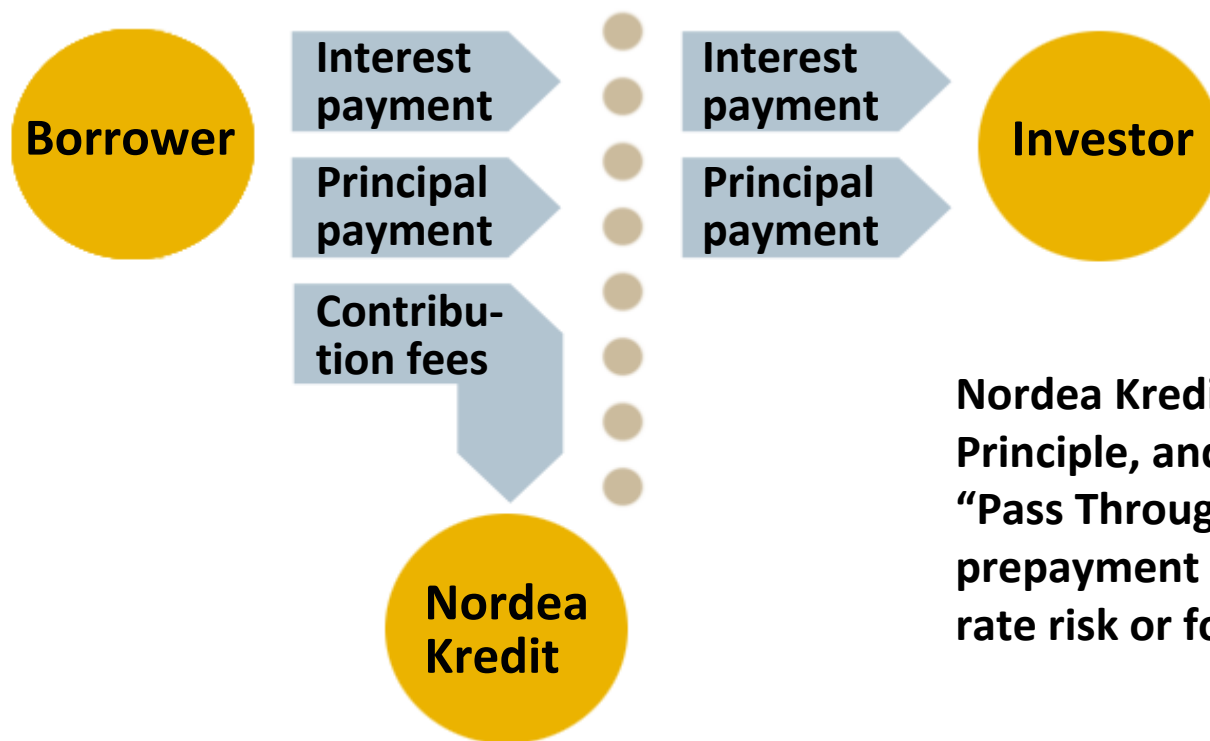 Borrower
Interest
payment
Interest
payment
Investor
Principal
payment
Principal
payment
Contribu-
tion fees
Nordea
Kredit
Nordea Kredi
Principle, and
“Pass Throug
prepayment
rate risk or fo